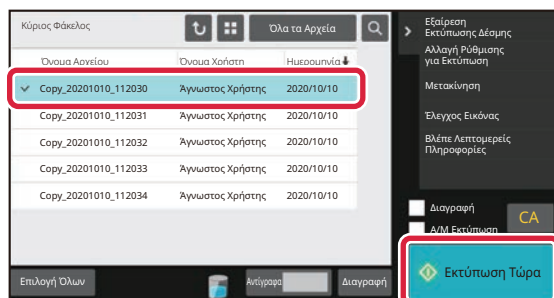 Κύριος Φάκελος
Όλα τα Αρχεία
Όνομα Αρχείου Όνομα Χρήστη Ημερομηνία
Copy_20201010_112030 Άγνωστος Χρήστης 2020/10/10
Copy_20201010_112031 Άγνωστος Χρήστης 2020/10/10
Copy_20201010_112032 Άγνωστος Χρήστης 2020/10/10
Copy_20201010_112033 Άγνωστος Χρήστης 2020/10/10
Copy_20201010_112034 Άγνωστος Χρήστης 2020/10/10
Επιλογή Όλων
Αντίγραφα
Διαγραφή
Εξαίρεση
Εκτύπωσης Δέσμης
Αλλαγή Ρύθμισης
για Εκτύπωση
Μετακίνηση
Έλεγχος Εικόνας
Βλέπε Λεπτομερείς
Πληροφορίες
Διαγραφή
Α/Μ Εκτύπωση
CA
Εκτύπωση Τώρα